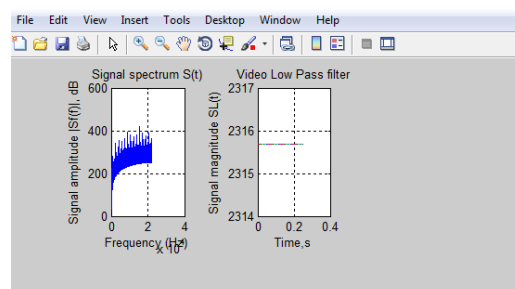 File Edit View Insert Tools Desktop Window Help
Signal spectrum S(t)
Signal amplitude |Sf(f)|, dB
600
400
200
0
0 2 4
Frequency (Hz)
x 10
Video Low Pass filter
Signal magnitude SL(t)
2317
2316
2315
2314
0 0.2 0.4
Time,s